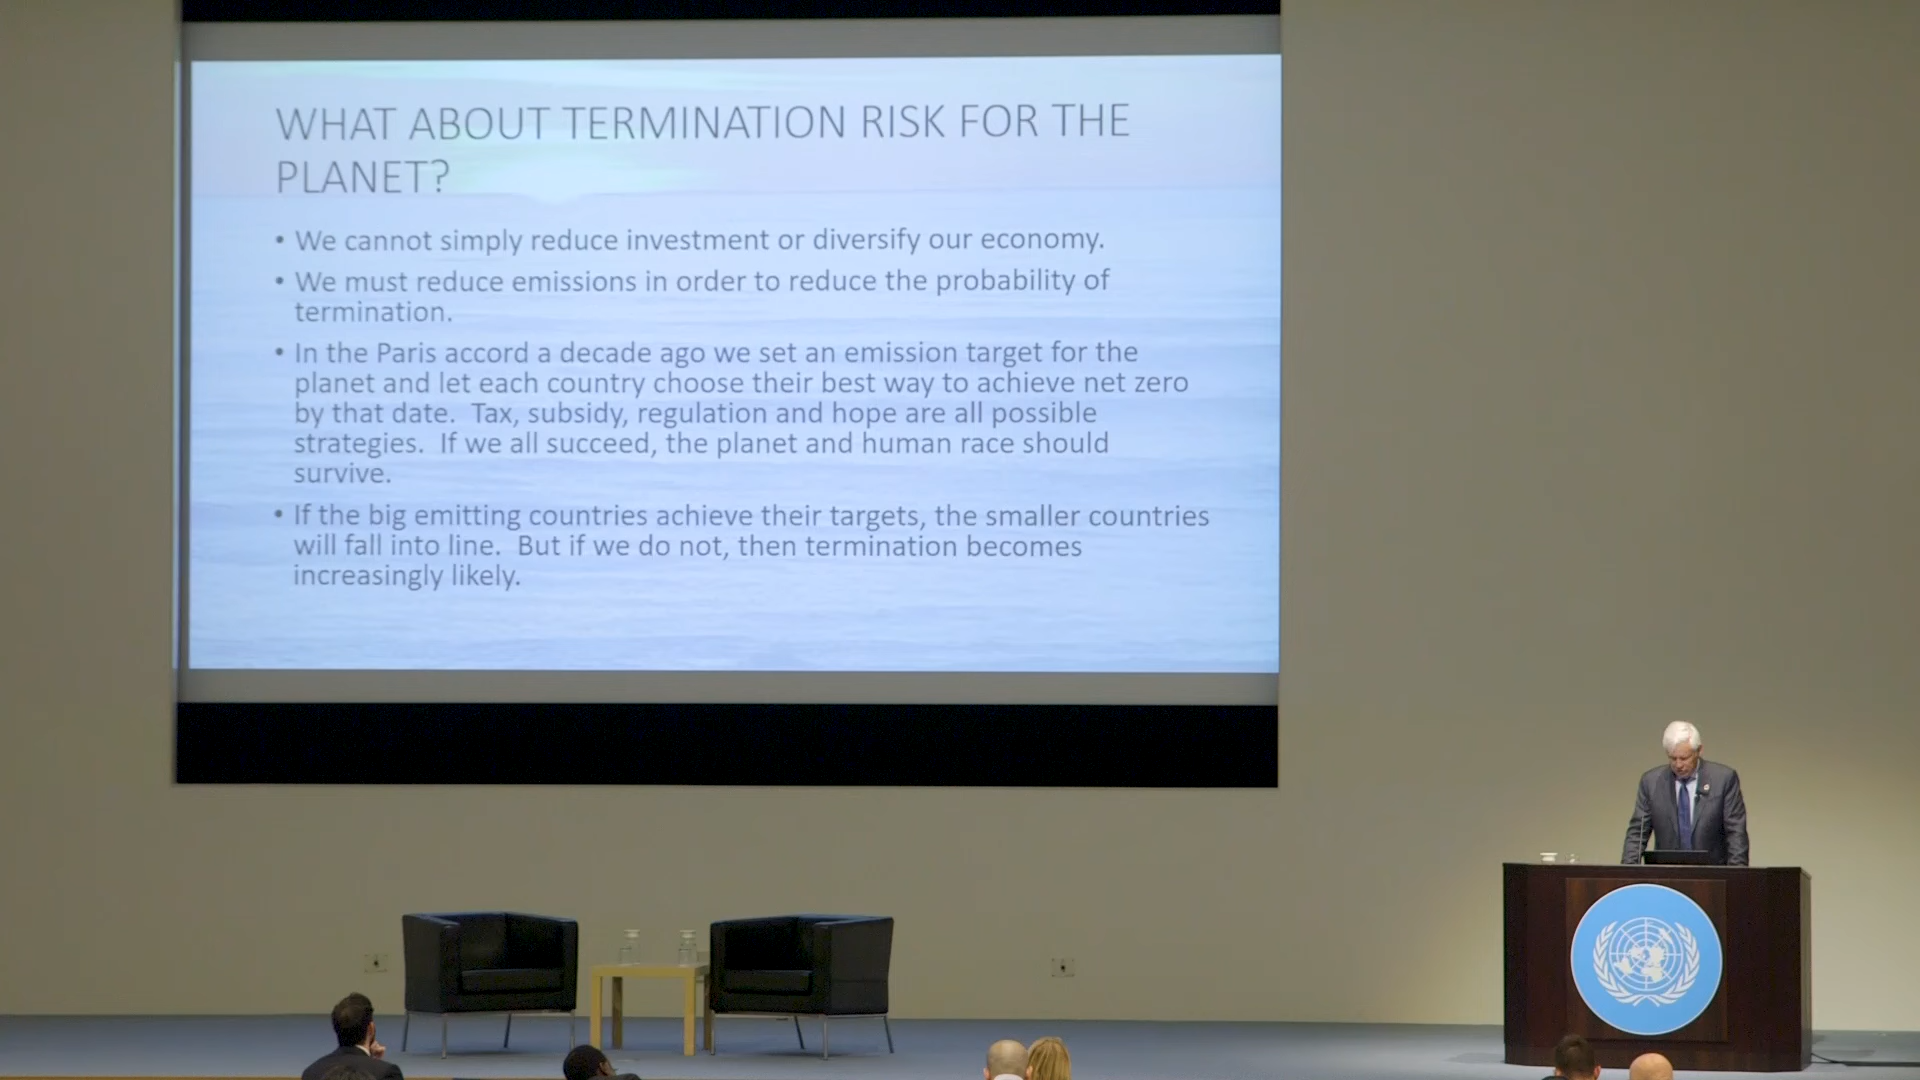 WHAT ABOUT TERMINATION RISK FOR THE
PLANET?
• We cannot simply reduce investment or diversify our economy.
• We must reduce emissions in order to reduce the probability of
termination.
• In the Paris accord a decade ago we set an emission target for the
planet and let each country choose their best way to achieve net zero
by that date.  Tax, subsidy, regulation and hope are all possible
strategies.  If we all succeed, the planet and human race should
survive.
• If the big emitting countries achieve their targets, the smaller countries
will fall into line.  But if we do not, then termination becomes
increasingly likely.